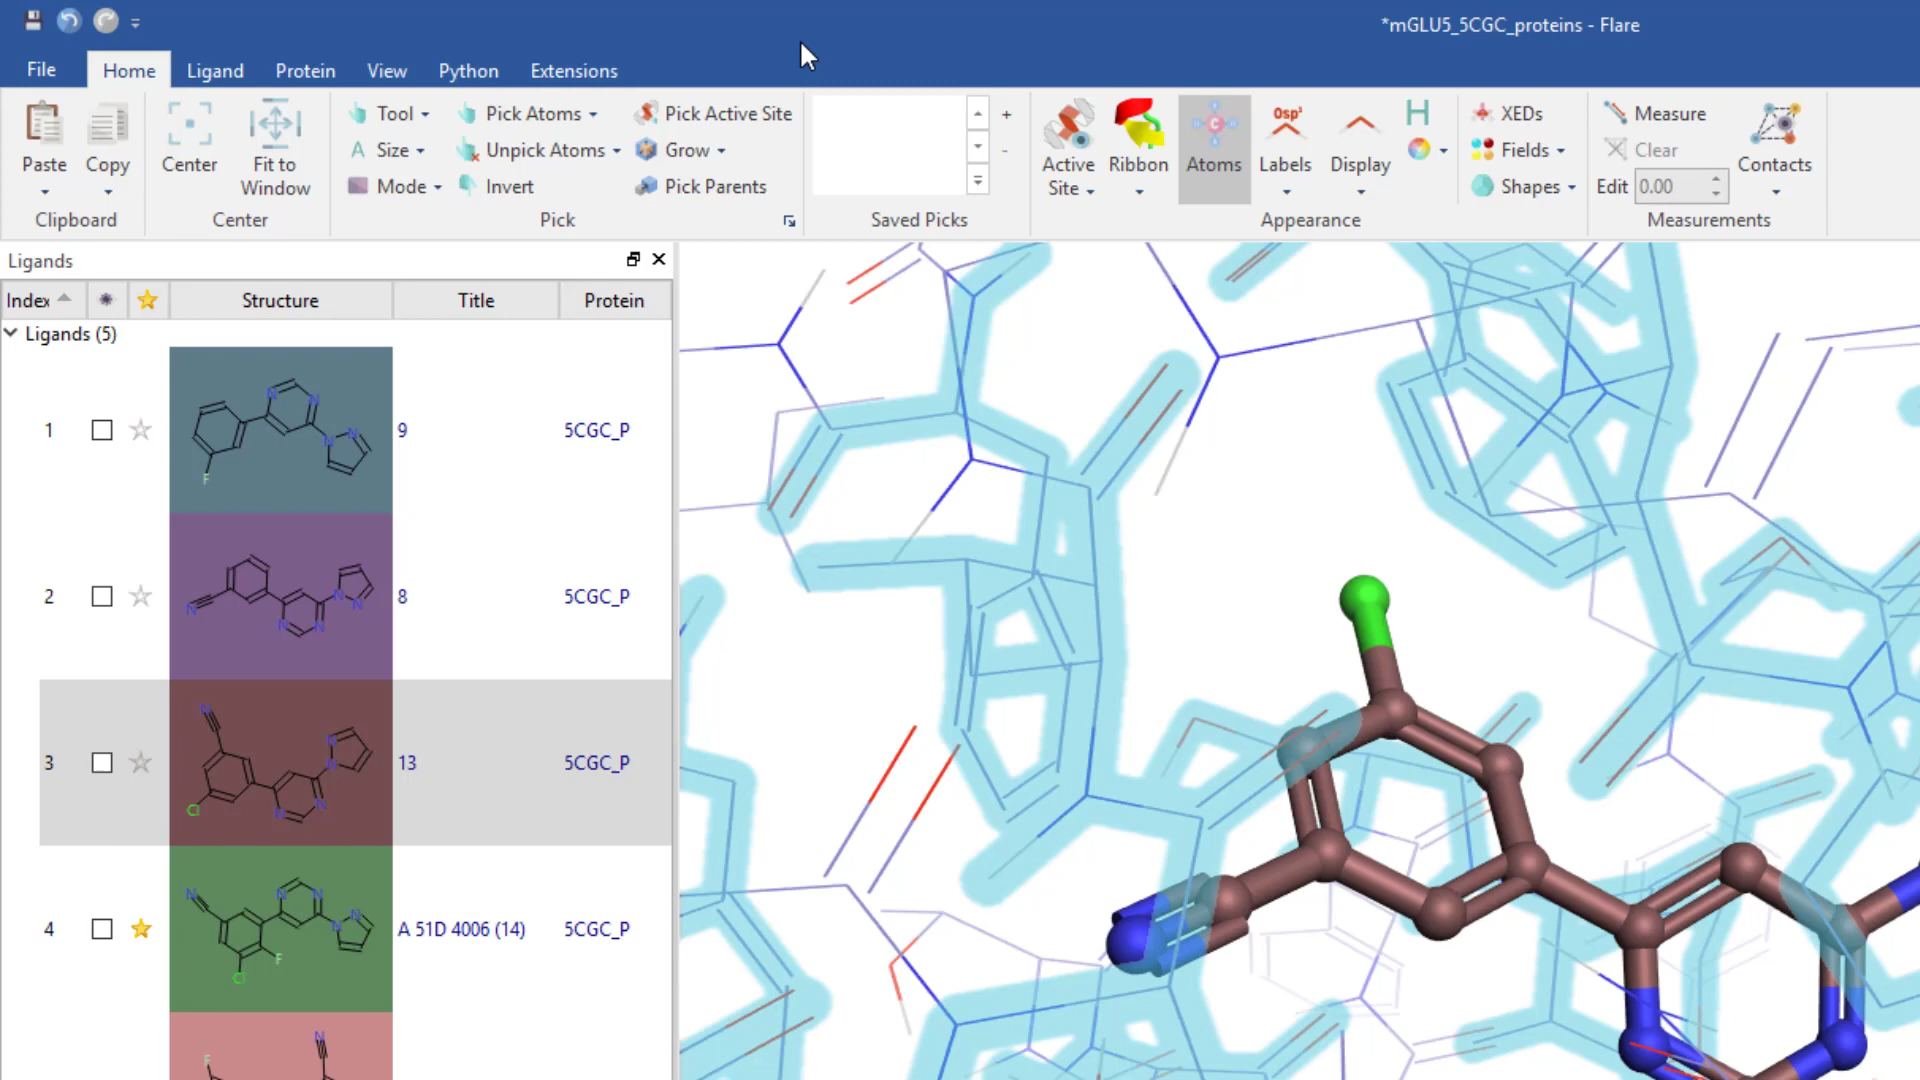 *mGLU5_5CGC_proteins - Flare
File Home Ligand Protein View Python Extensions
Paste Copy
Clipboard
Center Fit to Window
Center
Tool Pick Atoms Pick Active Site
A Size Unpick Atoms Grow
Mode Invert Pick Parents
Pick
+
-
Saved Picks
Active Site Ribbon Atoms Osp³ Labels Display H
C
Appearance
XEDs
Fields
Shapes
Measure
Clear
Edit 0.00
Contacts
Measurements
Ligands
Index Structure Title Protein
Ligands (5)
1 N N N N F 9 5CGC_P
2 N N N N N 8 5CGC_P
3 N N N N N Cl 13 5CGC_P
4 N N N N N F Cl A 51D 4006 (14) 5CGC_P
N F